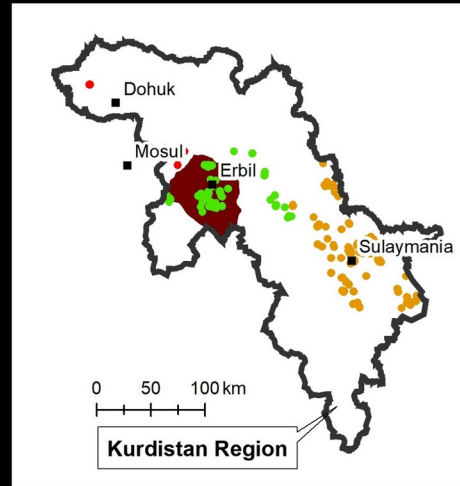 Dohuk
Mosul
Erbil
Sulaymania
0 50 100 km
Kurdistan Region